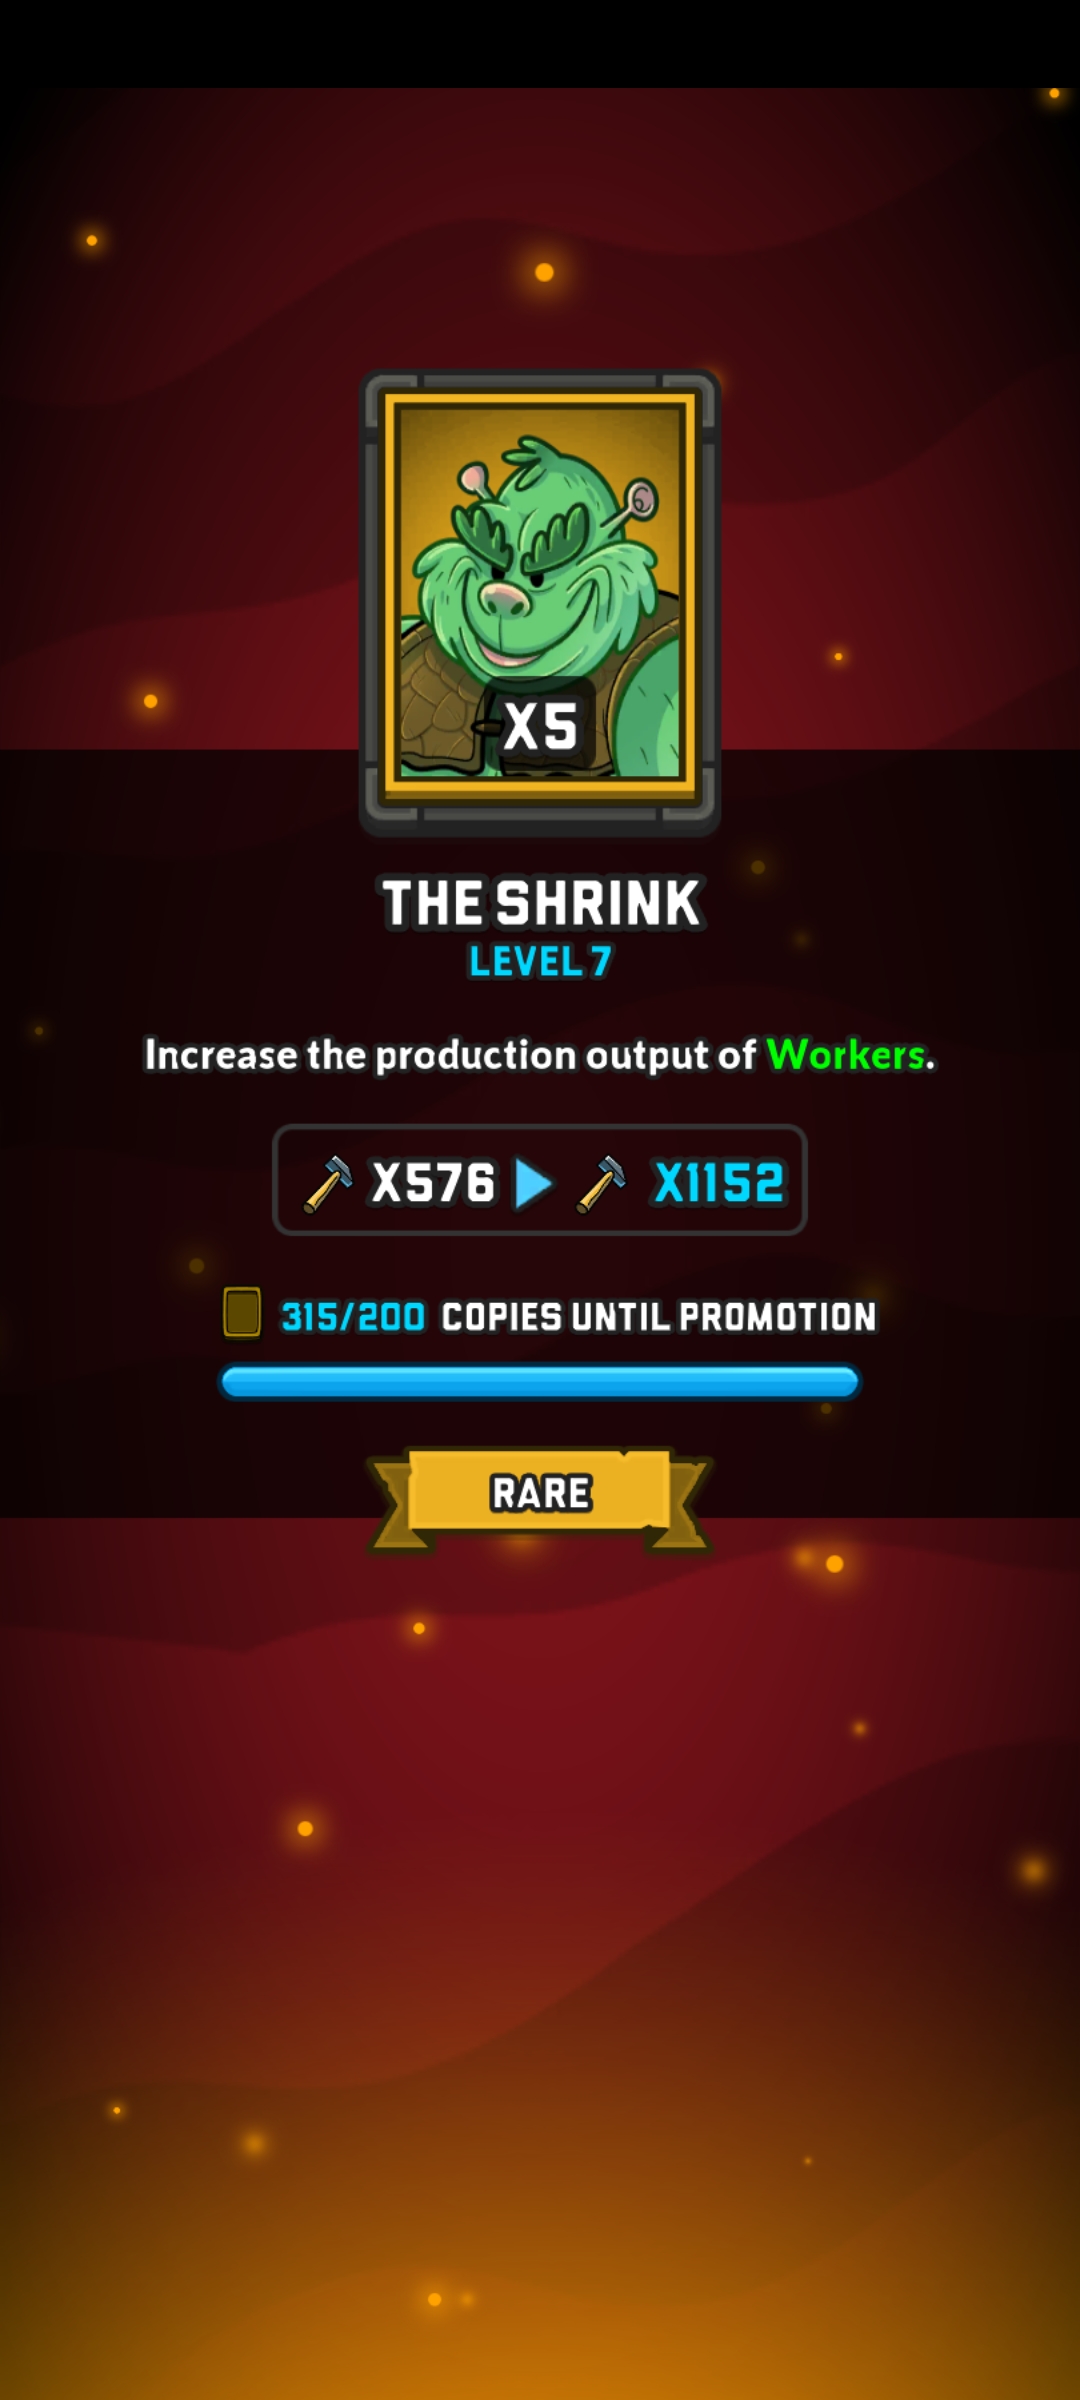 X5
THE SHRINK
LEVEL 7
Increase the production output of Workers.
X576 X1152
315/200 COPIES UNTIL PROMOTION
RARE